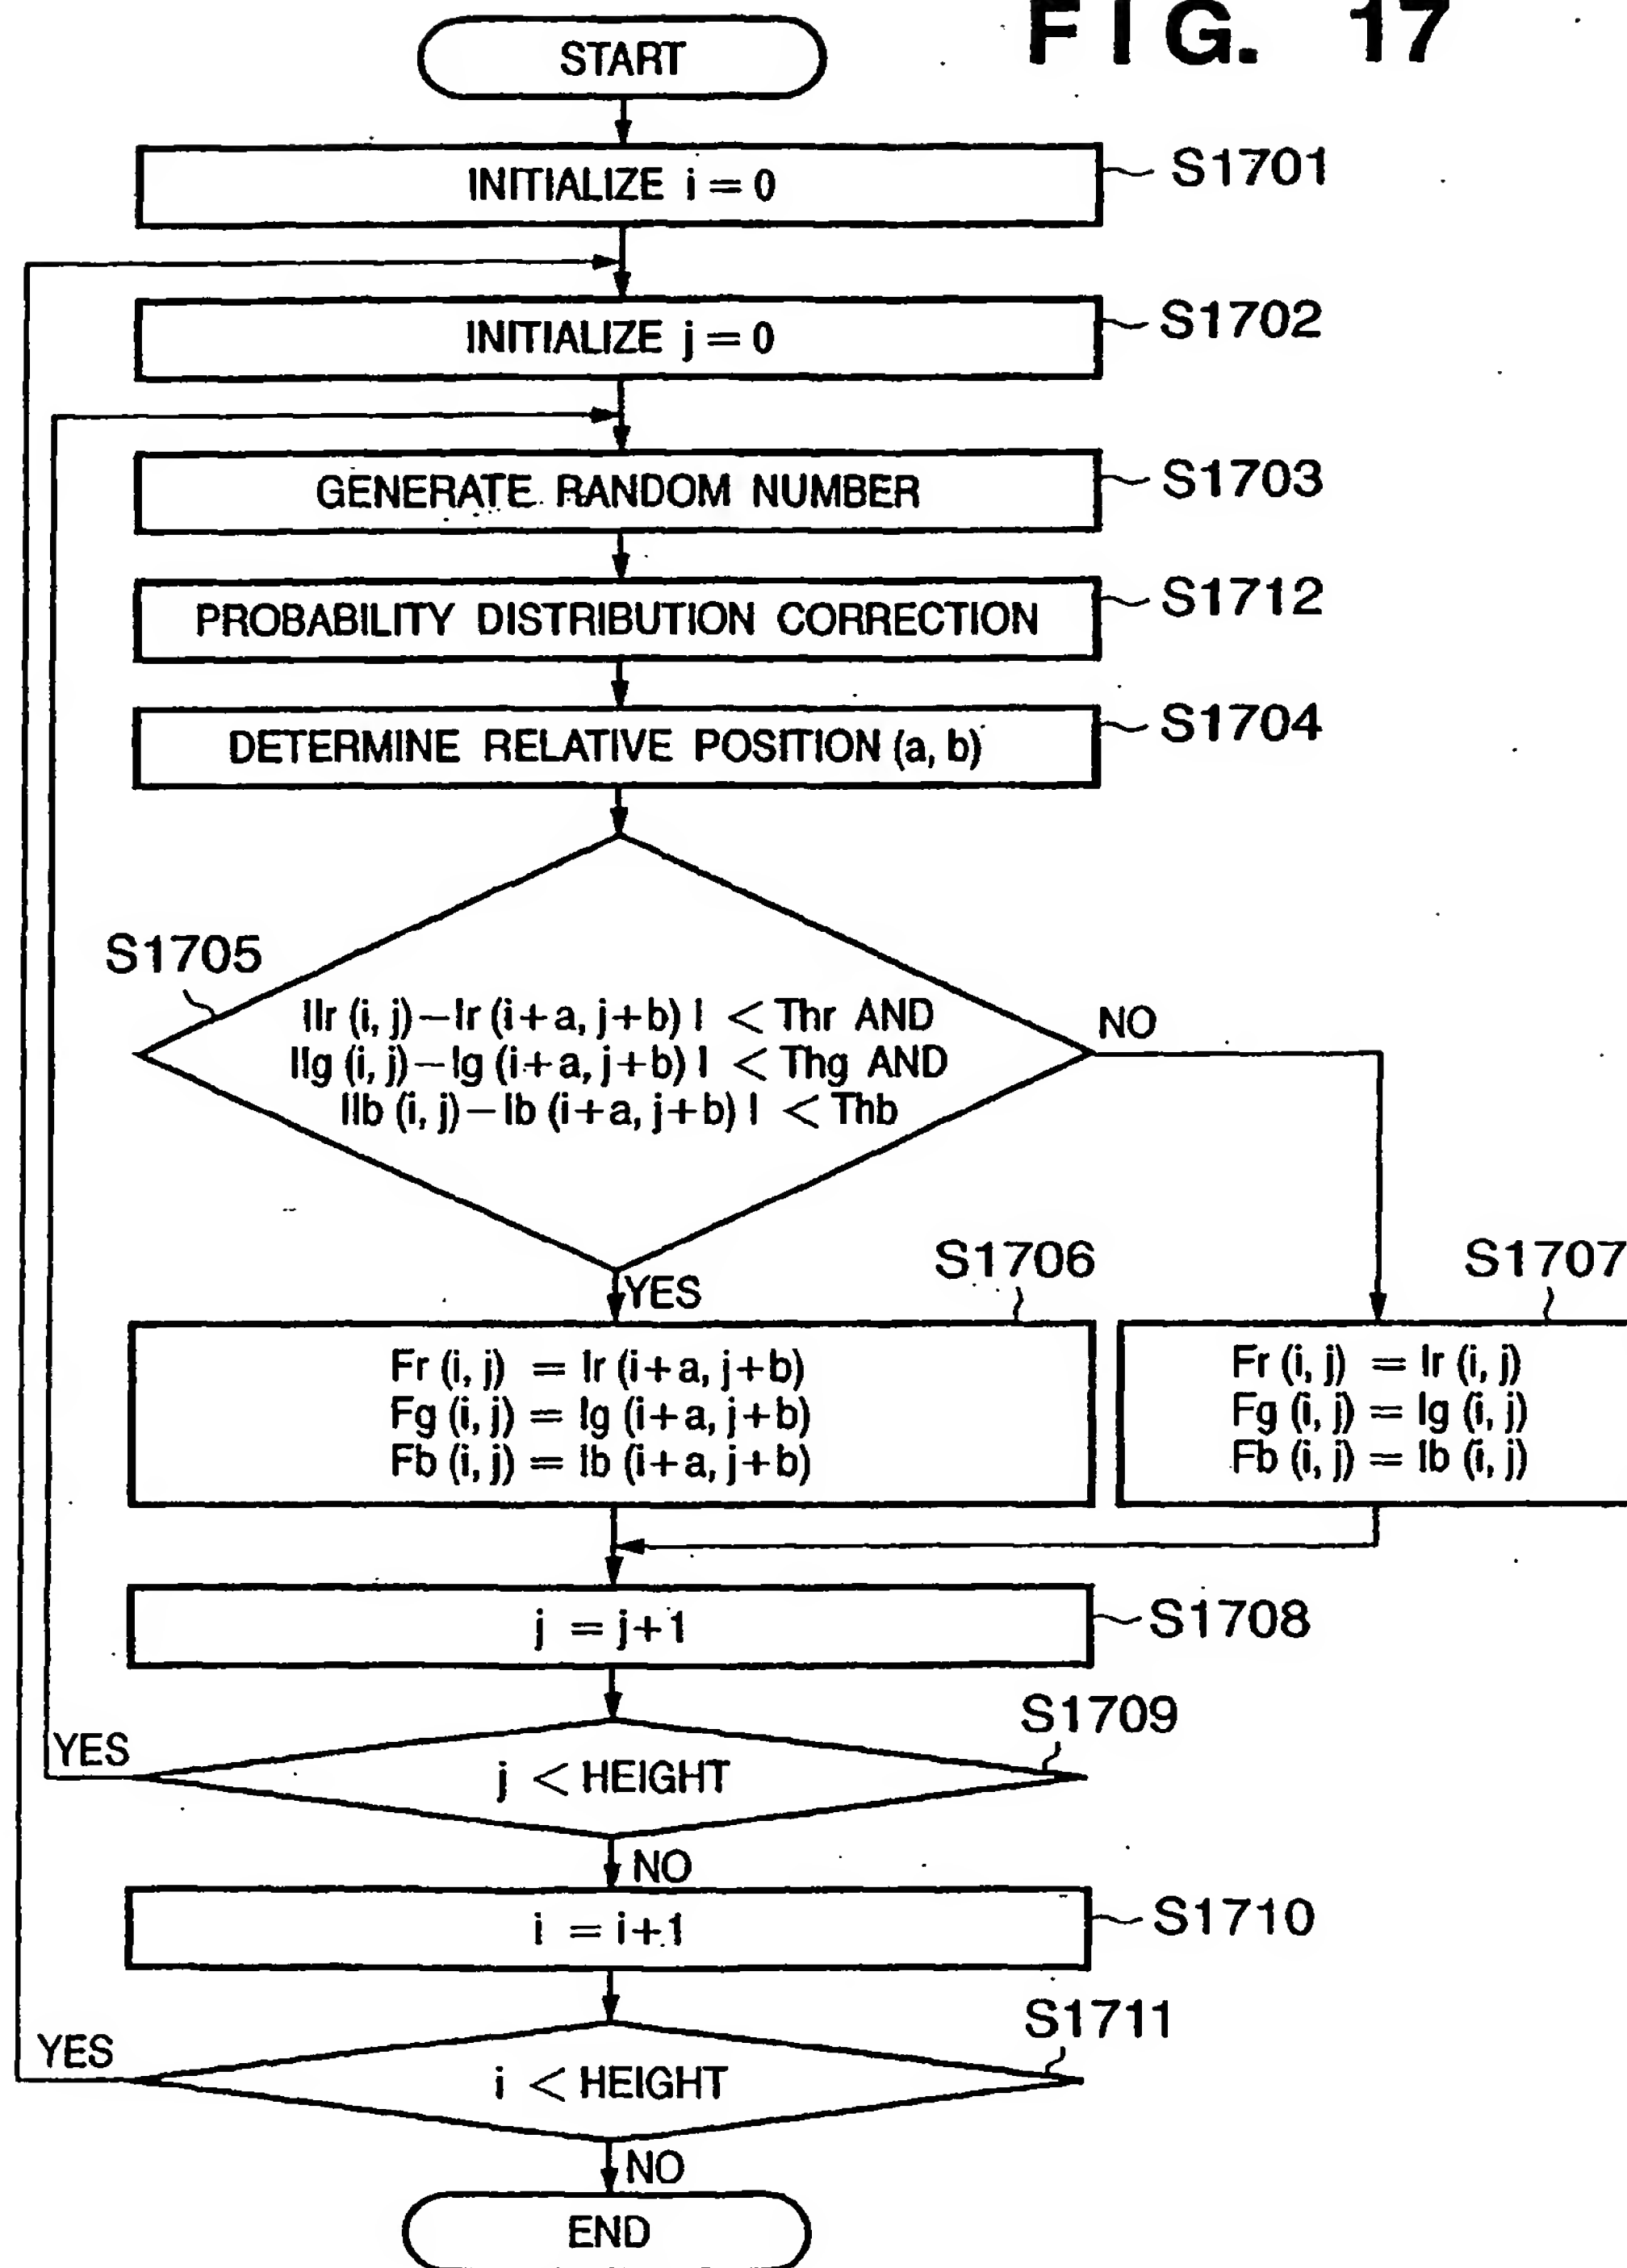 FIG. 17
START
INITIALIZE i = 0
S1701
INITIALIZE j = 0
S1702
GENERATE RANDOM NUMBER
S1703
PROBABILITY DISTRIBUTION CORRECTION
S1712
DETERMINE RELATIVE POSITION (a, b)
S1704
S1705
|Ir (i, j) – Ir (i+a, j+b) | < Thr AND
|Ig (i, j) – Ig (i+a, j+b) | < Thg AND
|Ib (i, j) – Ib (i+a, j+b) | < Thb
NO
YES
S1706
Fr (i, j) = Ir (i+a, j+b)
Fg (i, j) = Ig (i+a, j+b)
Fb (i, j) = Ib (i+a, j+b)
S1707
Fr (i, j) = Ir (i, j)
Fg (i, j) = Ig (i, j)
Fb (i, j) = Ib (i, j)
j = j+1
S1708
S1709
YES
j < HEIGHT
NO
i = i+1
S1710
S1711
YES
i < HEIGHT
NO
END